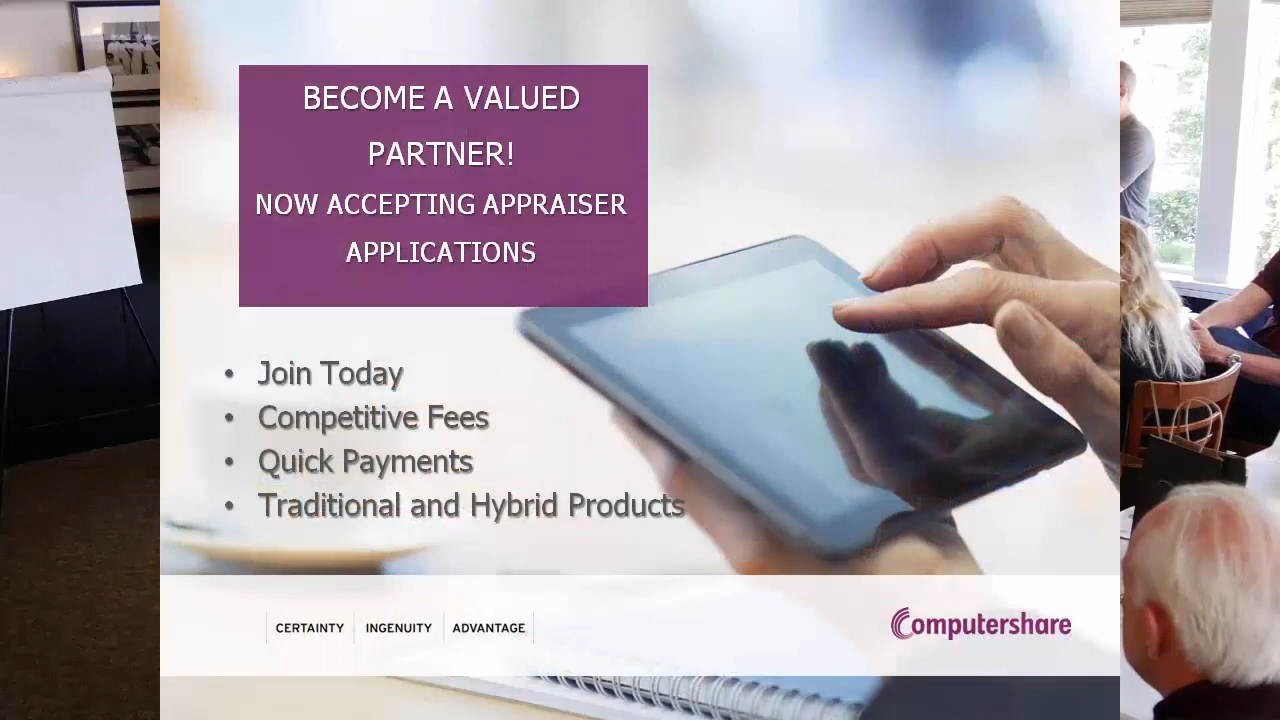 BECOME A VALUED
PARTNER!
NOW ACCEPTING APPRAISER
APPLICATIONS
• Join Today
• Competitive Fees
• Quick Payments
• Traditional and Hybrid Products
CERTAINTY INGENUITY ADVANTAGE
Computershare